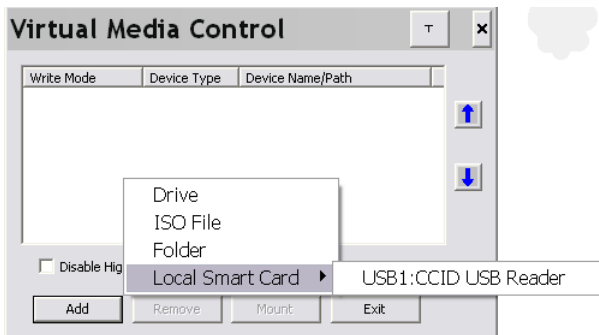 Virtual Media Control
T
×
Write Mode Device Type Device Name/Path
Drive
ISO File
Folder
Disable Hig
Local Smart Card USB1:CCID USB Reader
Add Remove Mount Exit